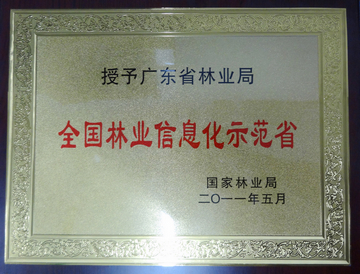 授予广东省林业局
全国林业信息化示范省
国家林业局
二〇一一年五月